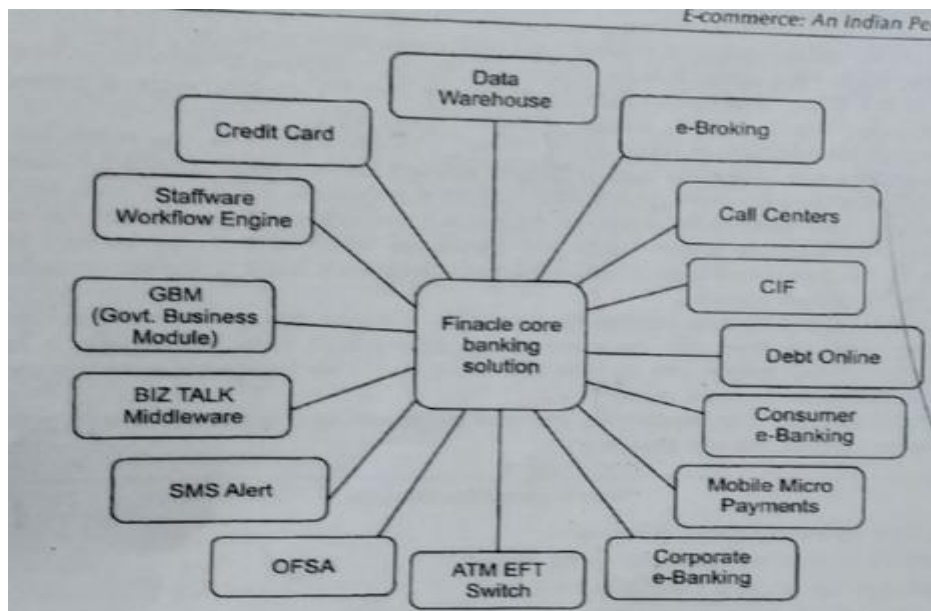 E-commerce: An Indian
Data
Warehouse
Credit Card
e-Broking
Staffware
Workflow Engine
Call Centers
GBM
(Govt. Business
Module)
CIF
Finacle core
banking
solution
Debt Online
BIZ TALK
Middleware
Consumer
e-Banking
SMS Alert
Mobile Micro
Payments
OFSA
ATM EFT
Switch
Corporate
e-Banking